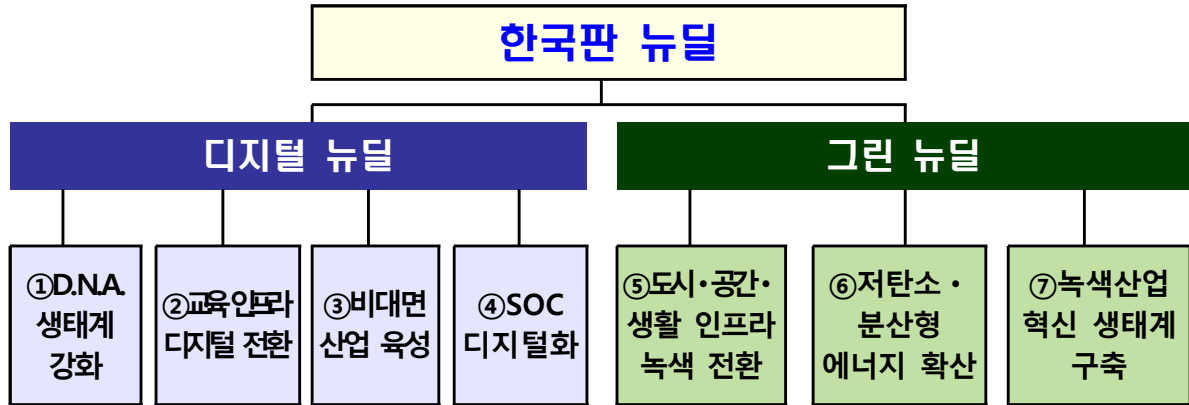 한국판 뉴딜
디지털 뉴딜
그린 뉴딜
①D.N.A.
생태계
강화
②교육인프라
디지털 전환
③비대면
산업 육성
④SOC
디지털화
⑤도시·공간·
생활 인프라
녹색 전환
⑥저탄소·
분산형
에너지 확산
⑦녹색산업
혁신 생태계
구축